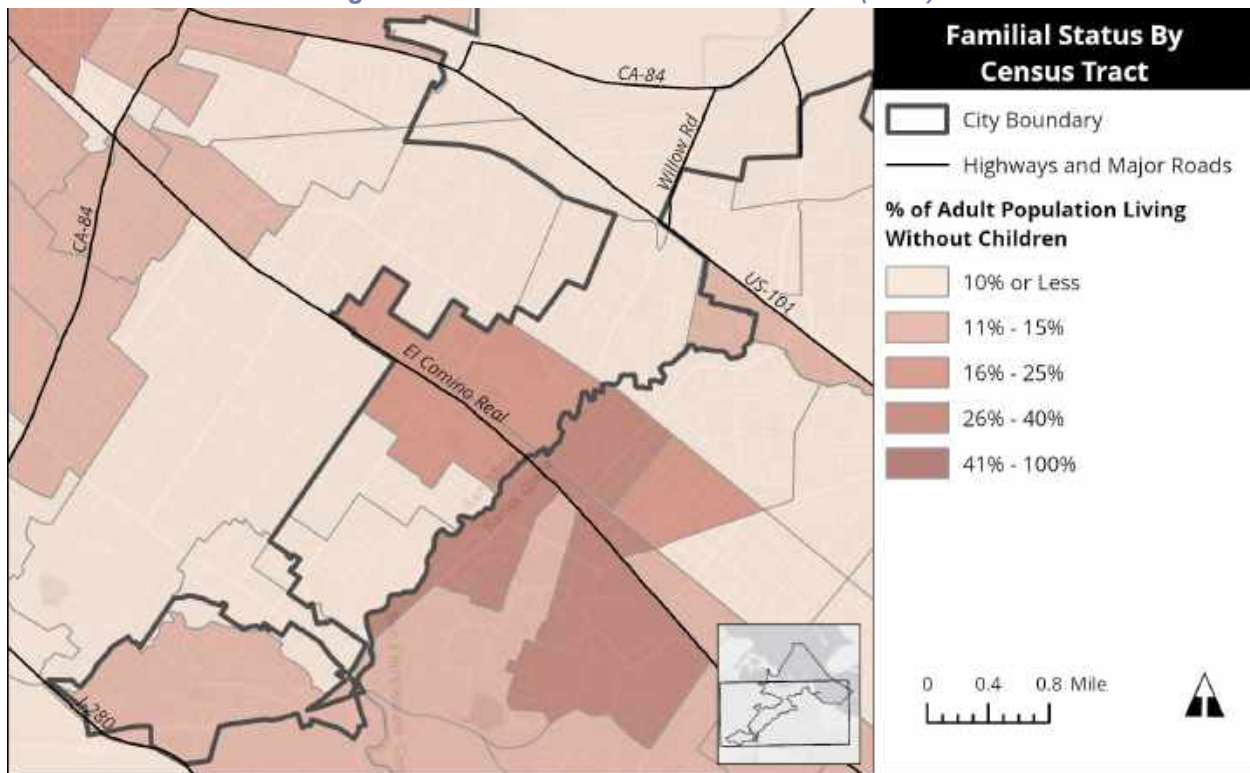 CA-84
Willow Rd
CA-84
US-101
El Camino Real
I-280
Familial Status By
Census Tract
City Boundary
Highways and Major Roads
% of Adult Population Living
Without Children
10% or Less
11% - 15%
16% - 25%
26% - 40%
41% - 100%
0 0.4 0.8 Mile